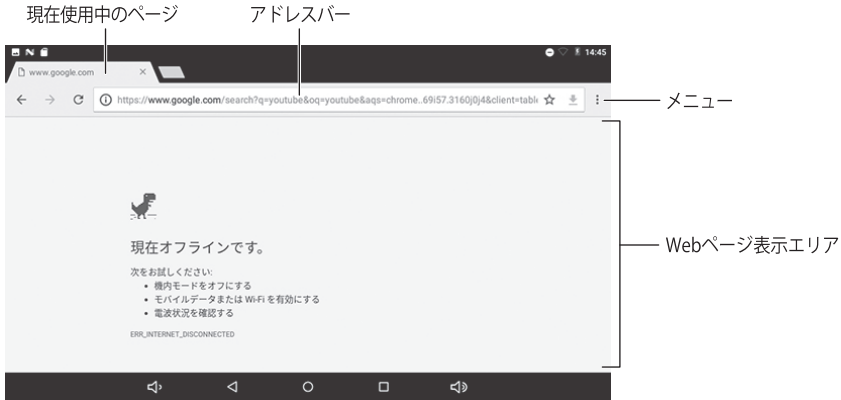 現在使用中のページ
アドレスバー
14:45
www.google.com
https://www.google.com/search?q=youtube&oq=youtube&aqs=chrome..69i57.3160j0j4&client=table
メニュー
Webページ表示エリア
現在オフラインです。
次をお試しください:
• 機内モードをオフにする
• モバイルデータまたは Wi-Fi を有効にする
• 電波状況を確認する
ERR_INTERNET_DISCONNECTED